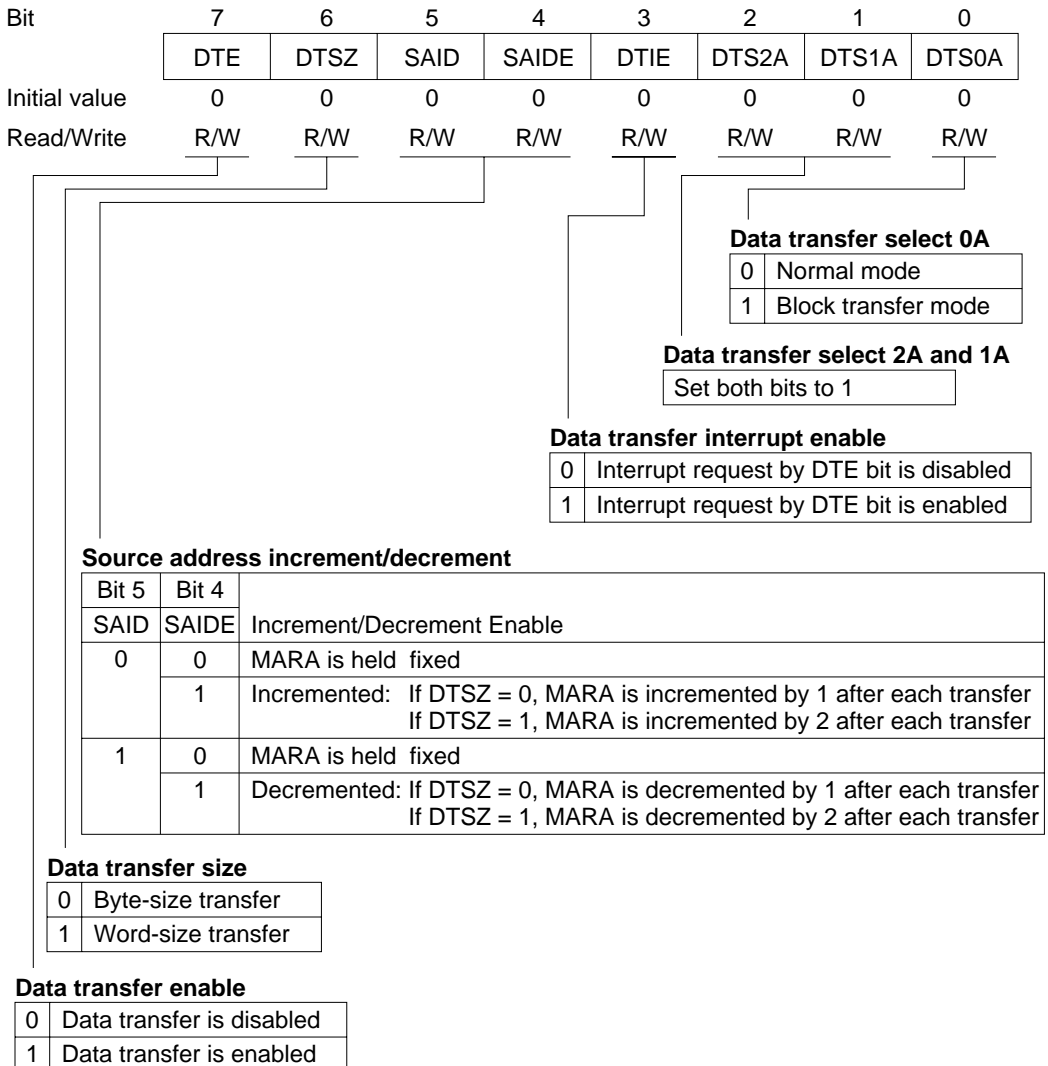 Bit 7 6 5 4 3 2 1 0
DTE DTSZ SAID SAIDE DTIE DTS2A DTS1A DTS0A
Initial value 0 0 0 0 0 0 0 0
Read/Write R/W R/W R/W R/W R/W R/W R/W R/W
Data transfer select 0A
0 Normal mode
1 Block transfer mode
Data transfer select 2A and 1A
Set both bits to 1
Data transfer interrupt enable
0 Interrupt request by DTE bit is disabled
1 Interrupt request by DTE bit is enabled
Source address increment/decrement
Bit 5 Bit 4
SAID SAIDE Increment/Decrement Enable
0 0 MARA is held fixed
1 Incremented: If DTSZ = 0, MARA is incremented by 1 after each transfer
If DTSZ = 1, MARA is incremented by 2 after each transfer
1 0 MARA is held fixed
1 Decremented: If DTSZ = 0, MARA is decremented by 1 after each transfer
If DTSZ = 1, MARA is decremented by 2 after each transfer
Data transfer size
0 Byte-size transfer
1 Word-size transfer
Data transfer enable
0 Data transfer is disabled
1 Data transfer is enabled